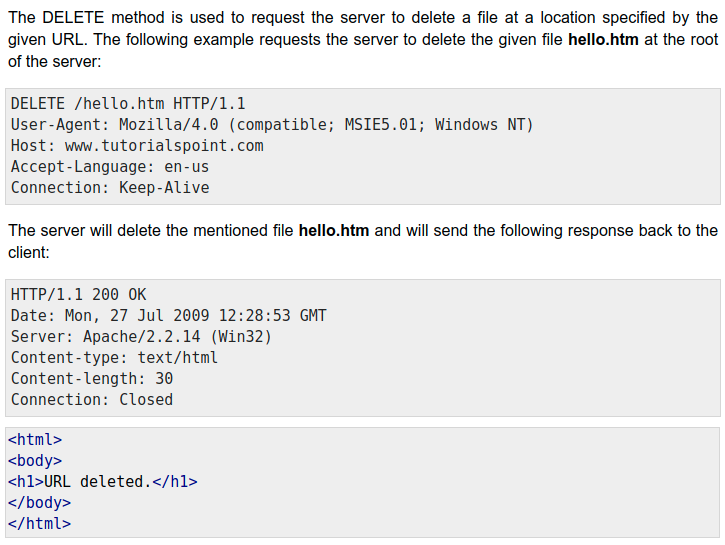 The DELETE method is used to request the server to delete a file at a location specified by the
given URL. The following example requests the server to delete the given file hello.htm at the root
of the server:
DELETE /hello.htm HTTP/1.1
User-Agent: Mozilla/4.0 (compatible; MSIE5.01; Windows NT)
Host: www.tutorialspoint.com
Accept-Language: en-us
Connection: Keep-Alive
The server will delete the mentioned file hello.htm and will send the following response back to the
client:
HTTP/1.1 200 OK
Date: Mon, 27 Jul 2009 12:28:53 GMT
Server: Apache/2.2.14 (Win32)
Content-type: text/html
Content-length: 30
Connection: Closed
<html>
<body>
<h1>URL deleted.</h1>
</body>
</html>